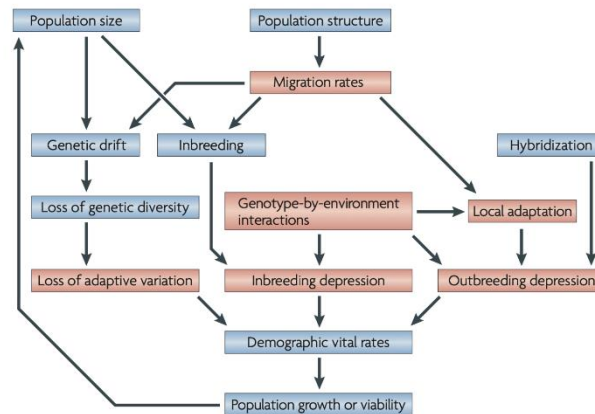 Population size
Population structure
Migration rates
Genetic drift
Inbreeding
Hybridization
Loss of genetic diversity
Genotype-by-environment
interactions
Local adaptation
Loss of adaptive variation
Inbreeding depression
Outbreeding depression
Demographic vital rates
Population growth or viability